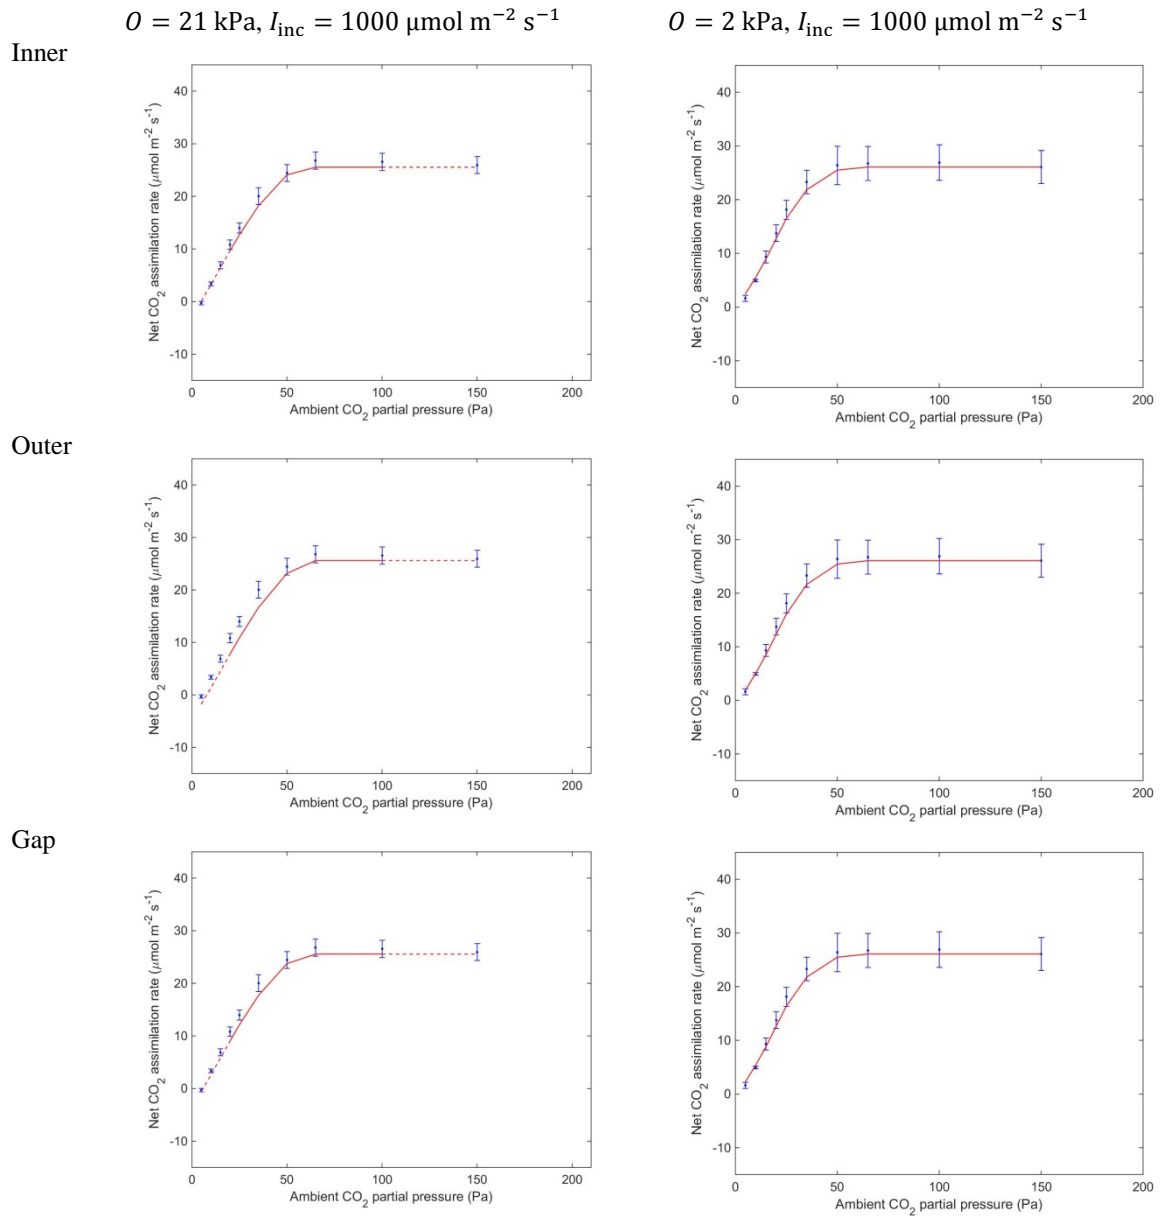 O = 21 kPa, I_inc = 1000 μmol m⁻² s⁻¹
O = 2 kPa, I_inc = 1000 μmol m⁻² s⁻¹
Inner
Net CO₂ assimilation rate (μmol m⁻² s⁻¹)
40
30
20
10
0
-10
0 50 100 150 200
Ambient CO₂ partial pressure (Pa)
Net CO₂ assimilation rate (μmol m⁻² s⁻¹)
40
30
20
10
0
-10
0 50 100 150 200
Ambient CO₂ partial pressure (Pa)
Outer
Net CO₂ assimilation rate (μmol m⁻² s⁻¹)
40
30
20
10
0
-10
0 50 100 150 200
Ambient CO₂ partial pressure (Pa)
Net CO₂ assimilation rate (μmol m⁻² s⁻¹)
40
30
20
10
0
-10
0 50 100 150 200
Ambient CO₂ partial pressure (Pa)
Gap
Net CO₂ assimilation rate (μmol m⁻² s⁻¹)
40
30
20
10
0
-10
0 50 100 150 200
Ambient CO₂ partial pressure (Pa)
Net CO₂ assimilation rate (μmol m⁻² s⁻¹)
40
30
20
10
0
-10
0 50 100 150 200
Ambient CO₂ partial pressure (Pa)